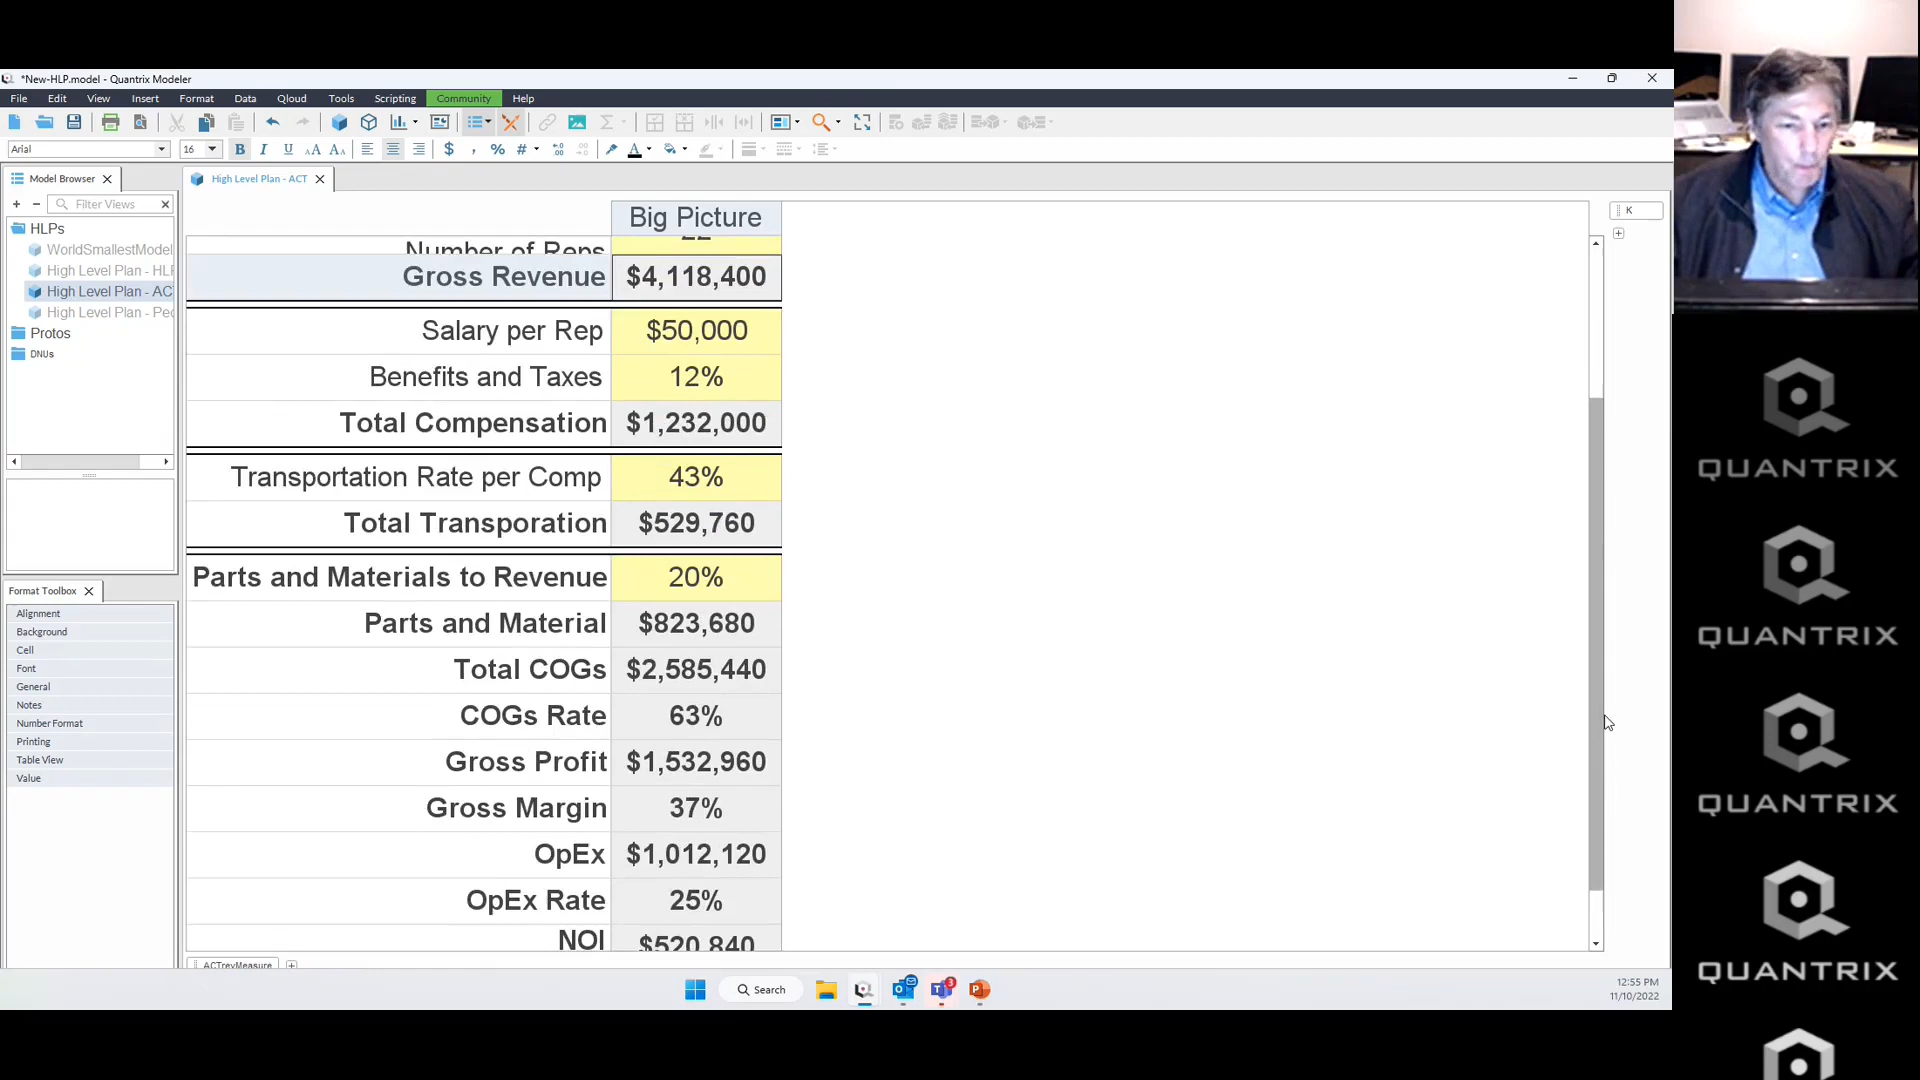 *New-HLP.model - Quantrix Modeler
File Edit View Insert Format Data Qloud Tools Scripting Community Help
Arial 16
Model Browser
High Level Plan - ACT
Filter Views
HLPs
WorldSmallestModel
High Level Plan - HLP
High Level Plan - AC
High Level Plan - Peo
Protos
DNUs
Format Toolbox
Alignment
Background
Cell
Font
General
Notes
Number Format
Printing
Table View
Value
Big Picture
Number of Reps 22
Gross Revenue $4,118,400
Salary per Rep $50,000
Benefits and Taxes 12%
Total Compensation $1,232,000
Transportation Rate per Comp 43%
Total Transporation $529,760
Parts and Materials to Revenue 20%
Parts and Material $823,680
Total COGs $2,585,440
COGs Rate 63%
Gross Profit $1,532,960
Gross Margin 37%
OpEx $1,012,120
OpEx Rate 25%
NOI $520,840
K
ACTrevMeasure
Search
3
12:55 PM
11/10/2022
QUANTRIX
QUANTRIX
QUANTRIX
QUANTRIX